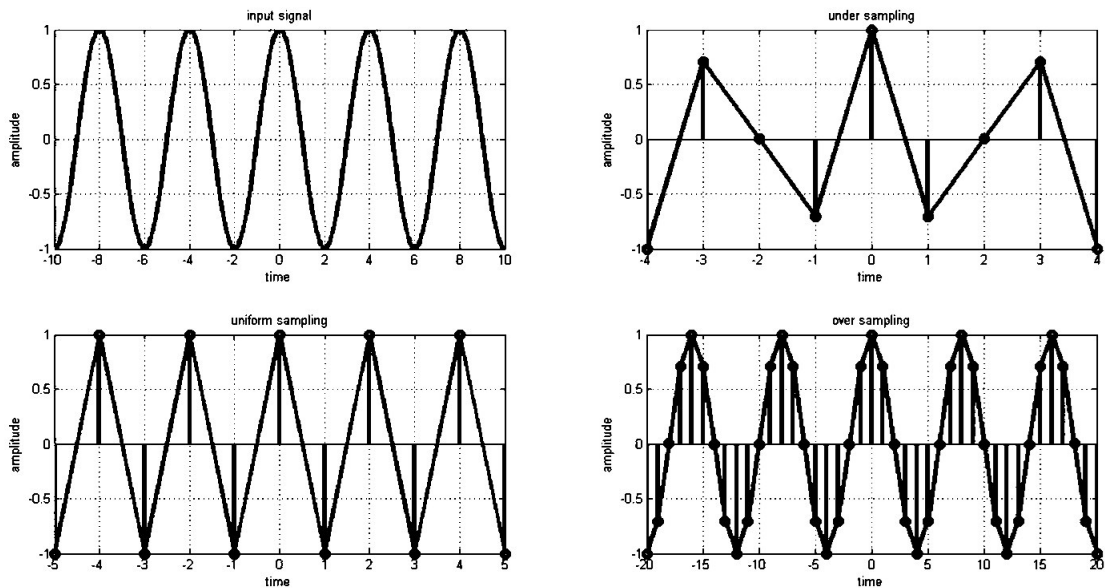 input signal
amplitude
1
0.5
0
-0.5
-1
-10 -8 -6 -4 -2 0 2 4 6 8 10
time
under sampling
amplitude
1
0.5
0
-0.5
-1
-4 -3 -2 -1 0 1 2 3 4
time
uniform sampling
amplitude
1
0.5
0
-0.5
-1
-5 -4 -3 -2 -1 0 1 2 3 4 5
time
over sampling
amplitude
1
0.5
0
-0.5
-1
-20 -15 -10 -5 0 5 10 15 20
time